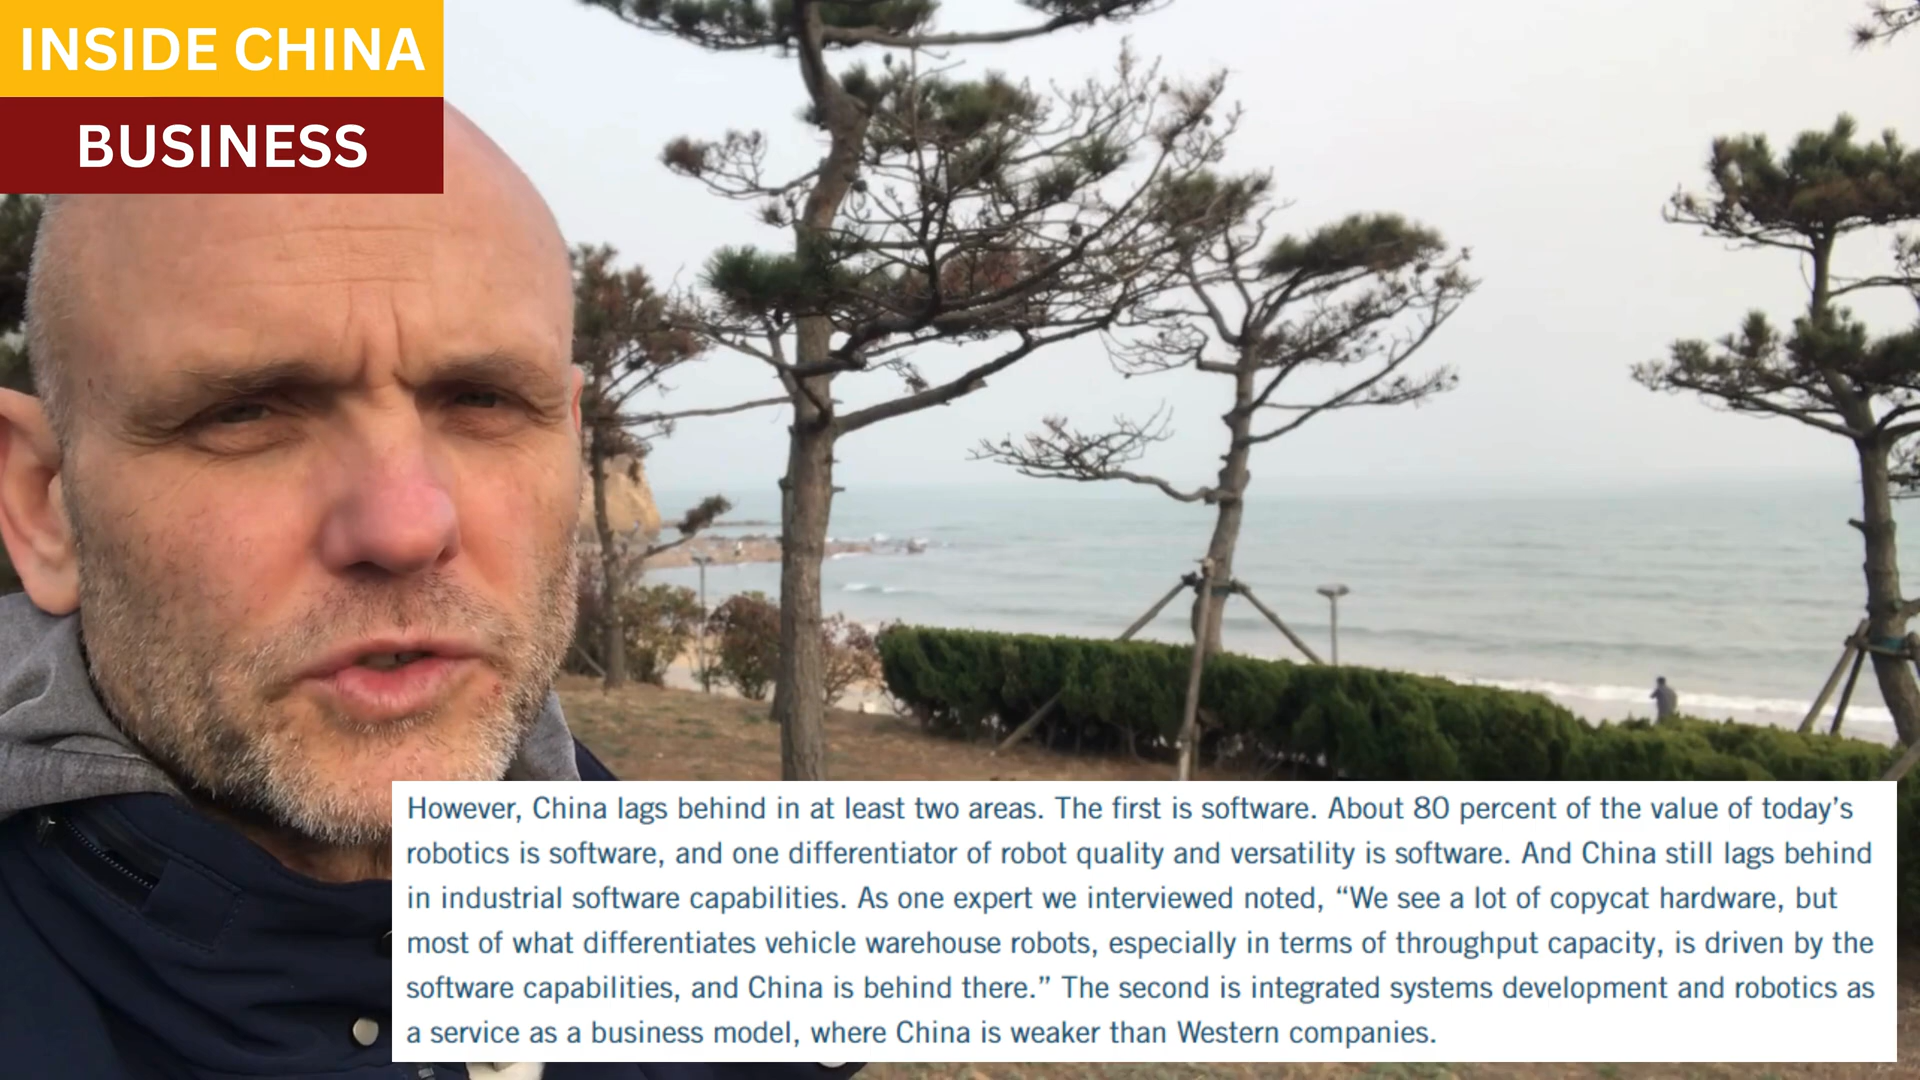 INSIDE CHINA
BUSINESS
However, China lags behind in at least two areas. The first is software. About 80 percent of the value of today’s
robotics is software, and one differentiator of robot quality and versatility is software. And China still lags behind
in industrial software capabilities. As one expert we interviewed noted, “We see a lot of copycat hardware, but
most of what differentiates vehicle warehouse robots, especially in terms of throughput capacity, is driven by the
software capabilities, and China is behind there.” The second is integrated systems development and robotics as
a service as a business model, where China is weaker than Western companies.